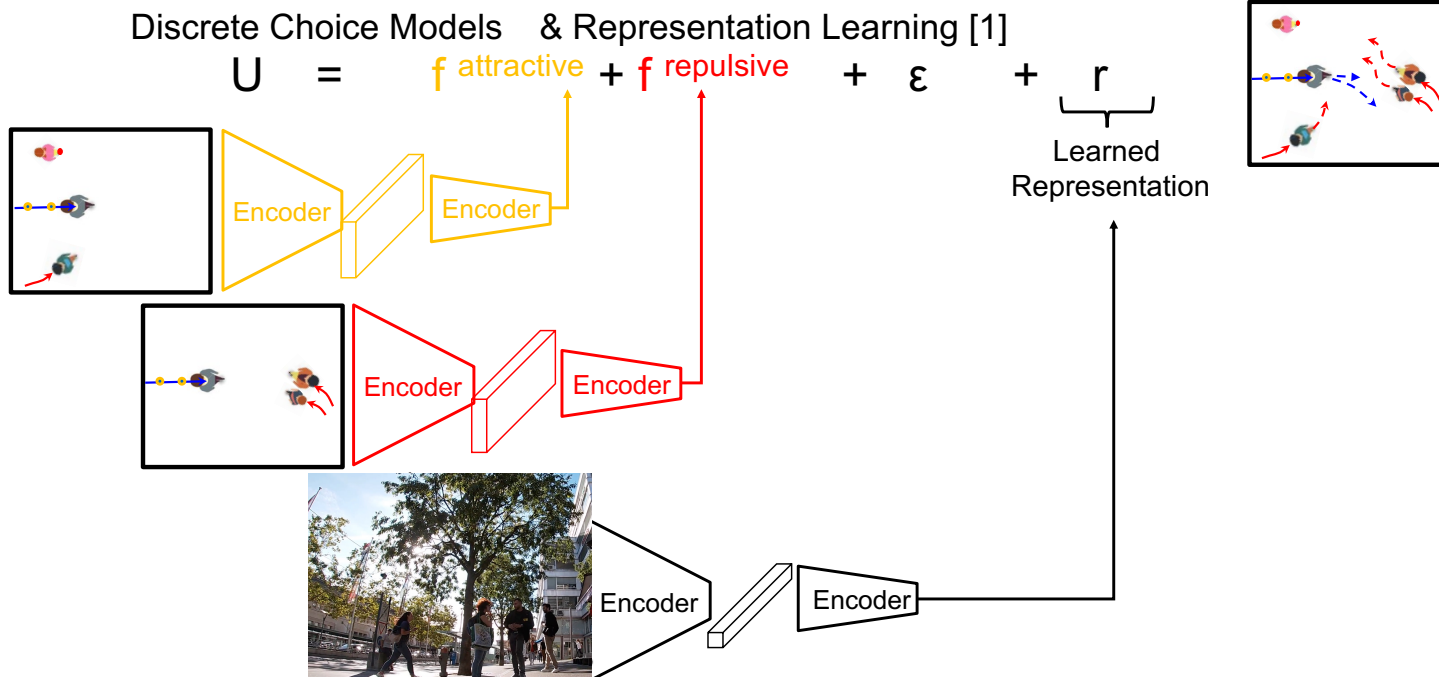 Discrete Choice Models & Representation Learning [1]
U = f attractive + f repulsive + ε + r
Learned
Representation
Encoder
Encoder
Encoder
Encoder
Encoder
Encoder